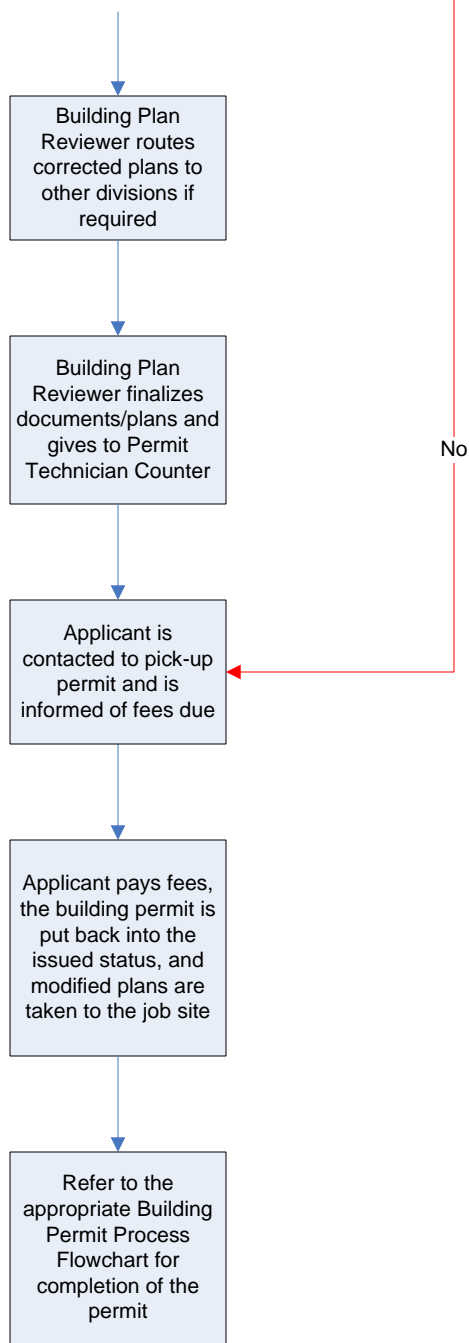 Building Plan
Reviewer routes
corrected plans to
other divisions if
required
Building Plan
Reviewer finalizes
documents/plans and
gives to Permit
Technician Counter
No
Applicant is
contacted to pick-up
permit and is
informed of fees due
Applicant pays fees,
the building permit is
put back into the
issued status, and
modified plans are
taken to the job site
Refer to the
appropriate Building
Permit Process
Flowchart for
completion of the
permit